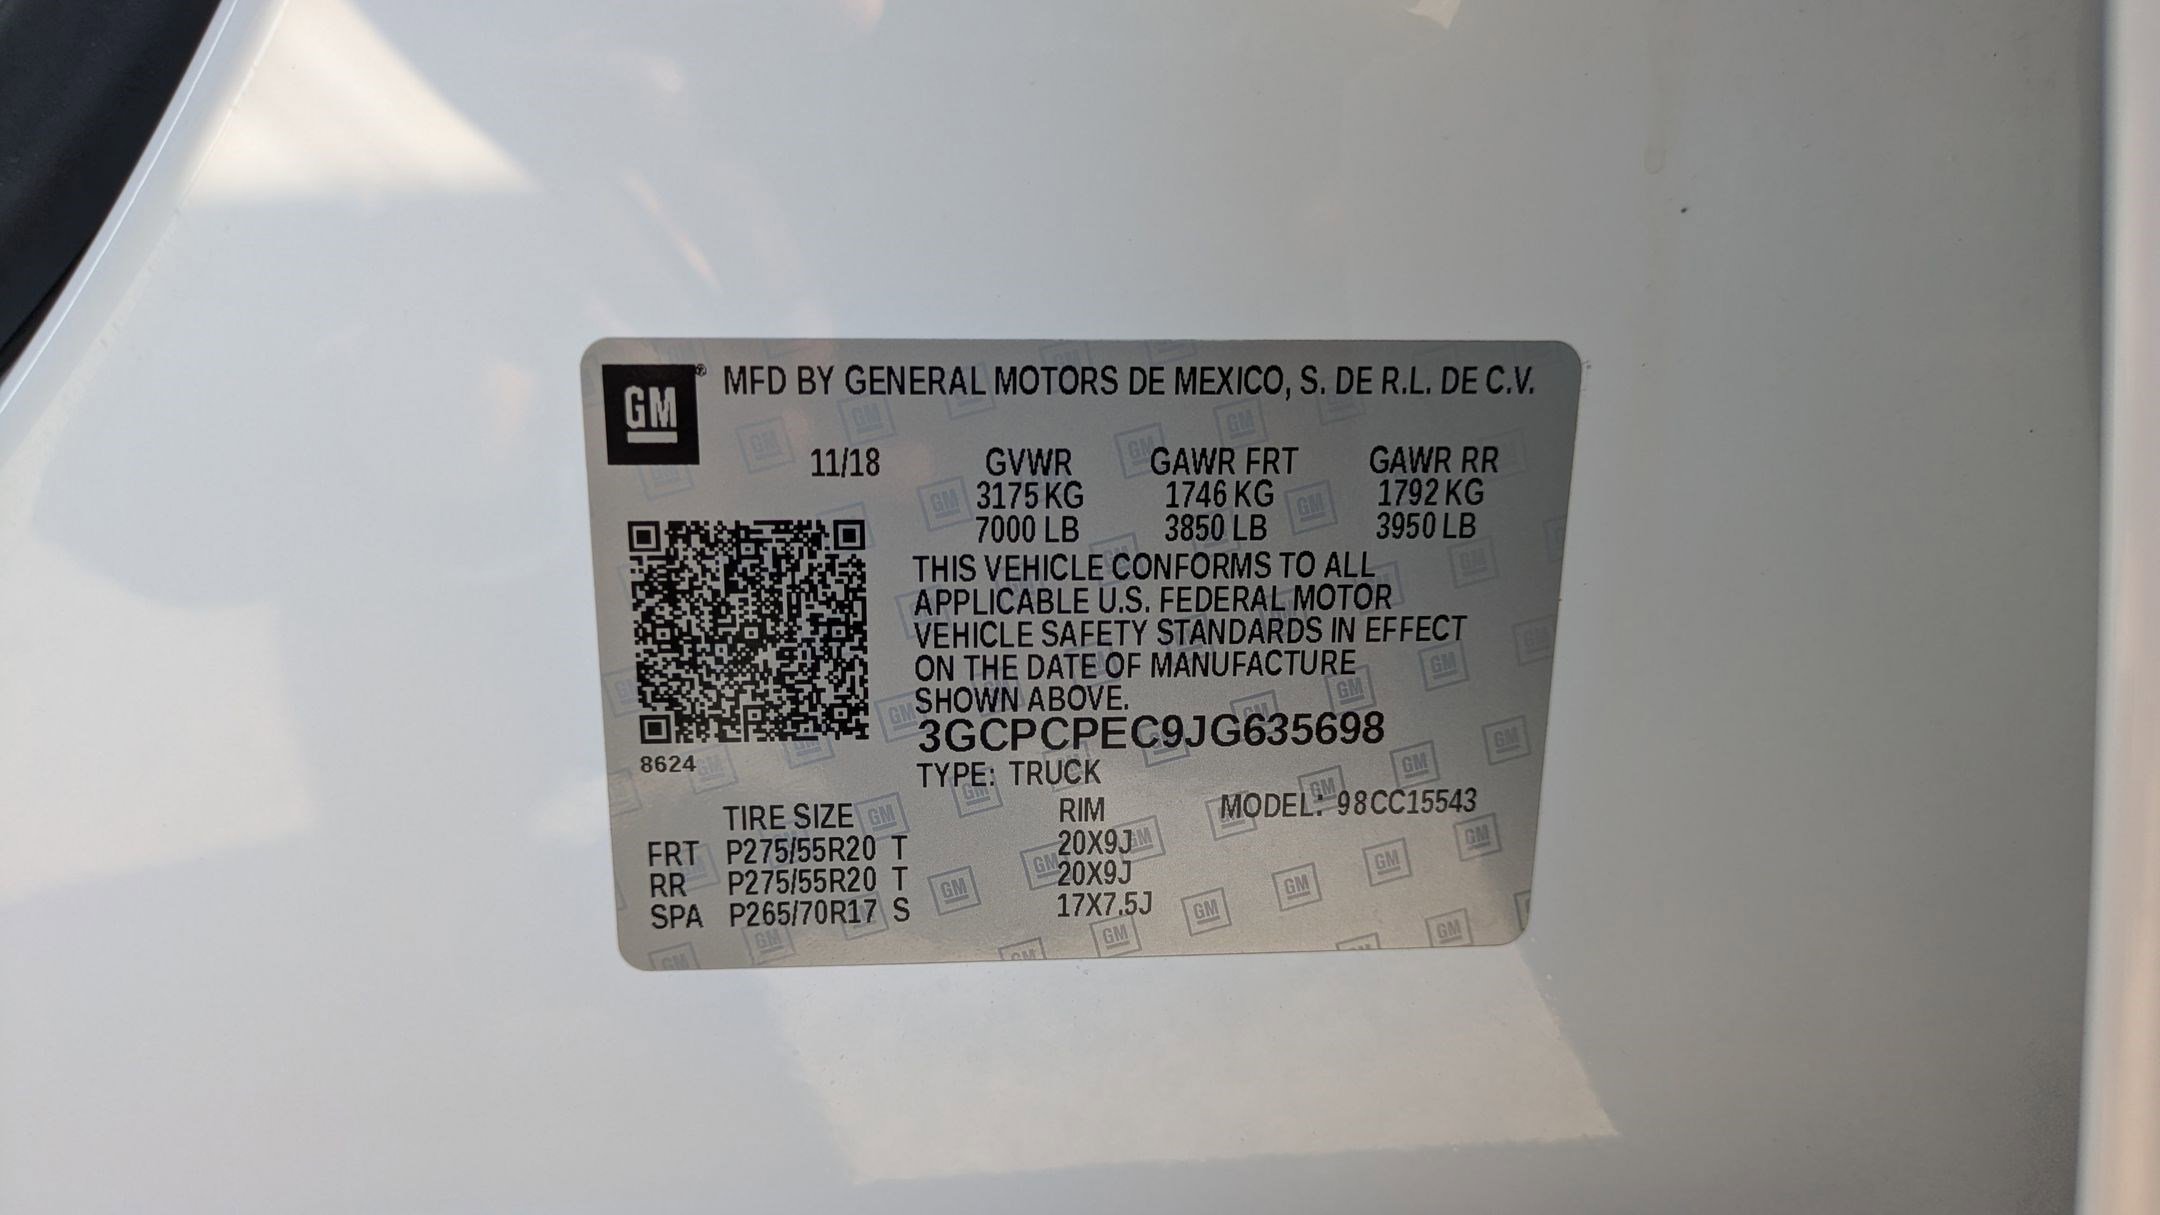 GM® MFD BY GENERAL MOTORS DE MEXICO, S. DE R.L. DE C.V.
11/18 GVWR GAWR FRT GAWR RR
3175 KG 1746 KG 1792 KG
7000 LB 3850 LB 3950 LB
THIS VEHICLE CONFORMS TO ALL
APPLICABLE U.S. FEDERAL MOTOR
VEHICLE SAFETY STANDARDS IN EFFECT
ON THE DATE OF MANUFACTURE
SHOWN ABOVE.
3GCPCPEC9JG635698
8624
TYPE: TRUCK
TIRE SIZE RIM MODEL: 98CC15543
FRT P275/55R20 T 20X9J
RR P275/55R20 T 20X9J
SPA P265/70R17 S 17X7.5J